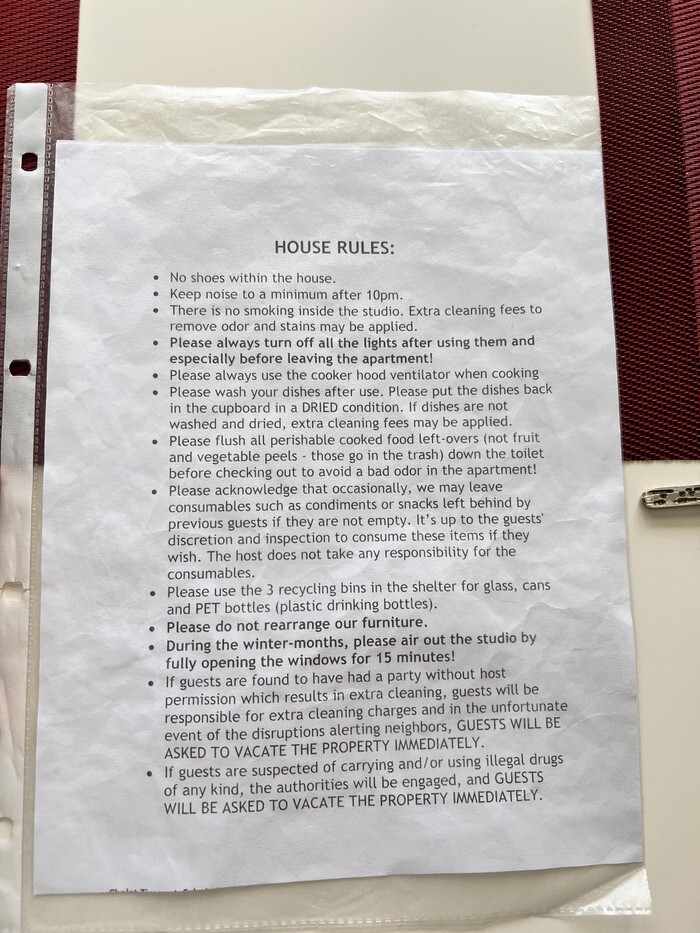 HOUSE RULES:
• No shoes within the house.
• Keep noise to a minimum after 10pm.
• There is no smoking inside the studio. Extra cleaning fees to
remove odor and stains may be applied.
• Please always turn off all the lights after using them and
especially before leaving the apartment!
• Please always use the cooker hood ventilator when cooking
• Please wash your dishes after use. Please put the dishes back
in the cupboard in a DRIED condition. If dishes are not
washed and dried, extra cleaning fees may be applied.
• Please flush all perishable cooked food left-overs (not fruit
and vegetable peels - those go in the trash) down the toilet
before checking out to avoid a bad odor in the apartment!
• Please acknowledge that occasionally, we may leave
consumables such as condiments or snacks left behind by
previous guests if they are not empty. It's up to the guests'
discretion and inspection to consume these items if they
wish. The host does not take any responsibility for the
consumables.
• Please use the 3 recycling bins in the shelter for glass, cans
and PET bottles (plastic drinking bottles).
• Please do not rearrange our furniture.
• During the winter-months, please air out the studio by
fully opening the windows for 15 minutes!
• If guests are found to have had a party without host
permission which results in extra cleaning, guests will be
responsible for extra cleaning charges and in the unfortunate
event of the disruptions alerting neighbors, GUESTS WILL BE
ASKED TO VACATE THE PROPERTY IMMEDIATELY.
• If guests are suspected of carrying and/or using illegal drugs
of any kind, the authorities will be engaged, and GUESTS
WILL BE ASKED TO VACATE THE PROPERTY IMMEDIATELY.